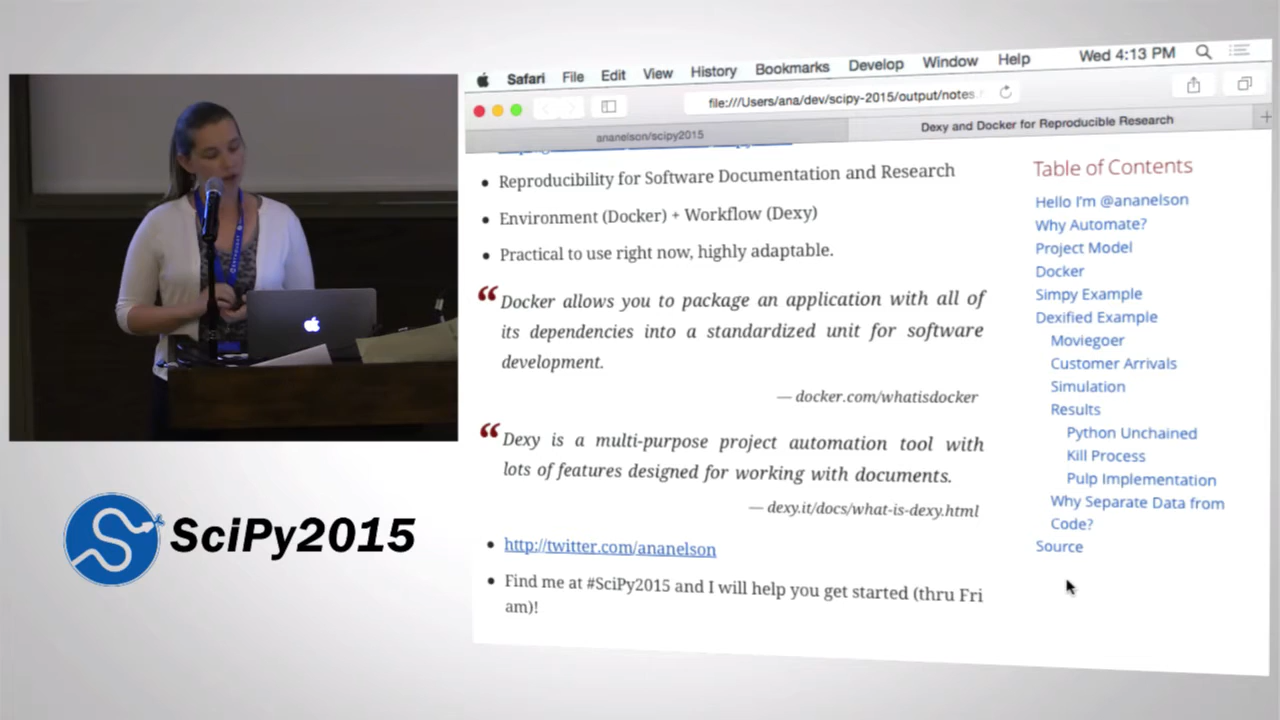 Safari File Edit View History Bookmarks Develop Window Help Wed 4:13 PM
file:///Users/ana/dev/scipy-2015/output/notes.
ananelson/scipy2015
Dexy and Docker for Reproducible Research
• Reproducibility for Software Documentation and Research
• Environment (Docker) + Workflow (Dexy)
• Practical to use right now, highly adaptable.
“ Docker allows you to package an application with all of
its dependencies into a standardized unit for software
development.
— docker.com/whatisdocker
“ Dexy is a multi-purpose project automation tool with
lots of features designed for working with documents.
— dexy.it/docs/what-is-dexy.html
• http://twitter.com/ananelson
• Find me at #SciPy2015 and I will help you get started (thru Fri
am)!
Table of Contents
Hello I'm @ananelson
Why Automate?
Project Model
Docker
Simpy Example
Dexified Example
Moviegoer
Customer Arrivals
Simulation
Results
Python Unchained
Kill Process
Pulp Implementation
Why Separate Data from
Code?
Source
SciPy2015